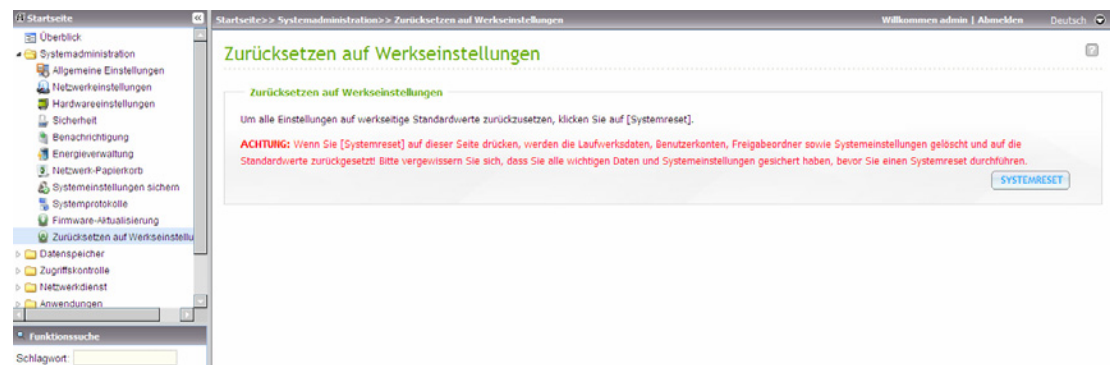 Startseite
Startseite>> Systemadministration>> Zurücksetzen auf Werkseinstellungen
Willkommen admin | Abmelden
Deutsch
Überblick
Systemadministration
Allgemeine Einstellungen
Netzwerkeinstellungen
Hardwareeinstellungen
Sicherheit
Benachrichtigung
Energieverwaltung
Netzwerk-Papierkorb
Systemeinstellungen sichern
Systemprotokolle
Firmware-Aktualisierung
Zurücksetzen auf Werkseinstellu
Datenspeicher
Zugriffskontrolle
Netzwerkdienst
Anwendungen
Funktionssuche
Schlagwort:
Zurücksetzen auf Werkseinstellungen
Zurücksetzen auf Werkseinstellungen
Um alle Einstellungen auf werkseitige Standardwerte zurückzusetzen, klicken Sie auf [Systemreset].
ACHTUNG: Wenn Sie [Systemreset] auf dieser Seite drücken, werden die Laufwerksdaten, Benutzerkonten, Freigabeordner sowie Systemeinstellungen gelöscht und auf die
Standardwerte zurückgesetzt! Bitte vergewissern Sie sich, dass Sie alle wichtigen Daten und Systemeinstellungen gesichert haben, bevor Sie einen Systemreset durchführen.
SYSTEMRESET